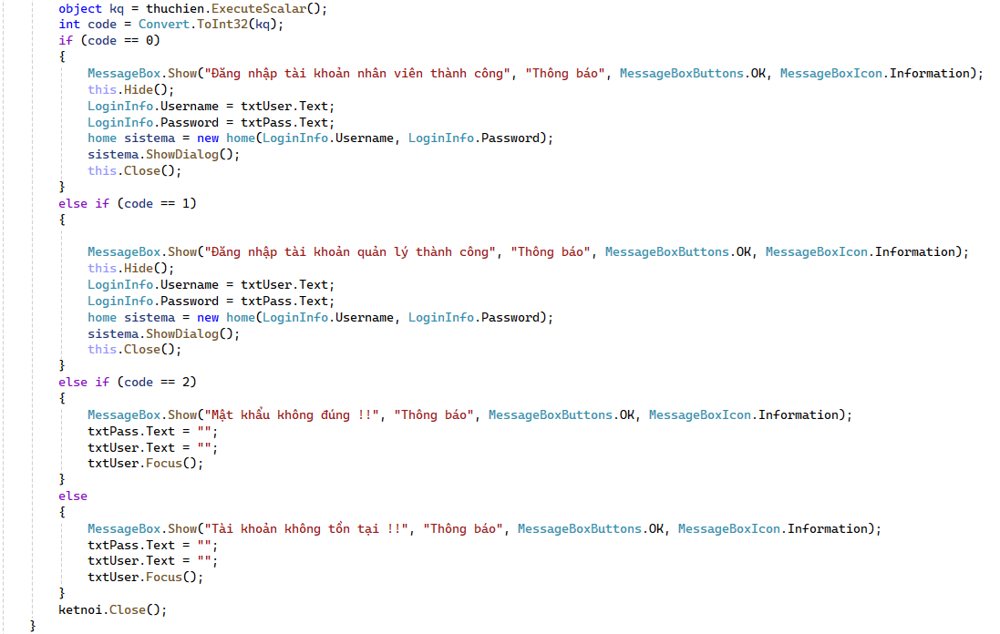 object kq = thuchien.ExecuteScalar();
int code = Convert.ToInt32(kq);
if (code == 0)
{
MessageBox.Show("Đăng nhập tài khoản nhân viên thành công", "Thông báo", MessageBoxButtons.OK, MessageBoxIcon.Information);
this.Hide();
LoginInfo.Username = txtUser.Text;
LoginInfo.Password = txtPass.Text;
home sistema = new home(LoginInfo.Username, LoginInfo.Password);
sistema.ShowDialog();
this.Close();
}
else if (code == 1)
{
MessageBox.Show("Đăng nhập tài khoản quản lý thành công", "Thông báo", MessageBoxButtons.OK, MessageBoxIcon.Information);
this.Hide();
LoginInfo.Username = txtUser.Text;
LoginInfo.Password = txtPass.Text;
home sistema = new home(LoginInfo.Username, LoginInfo.Password);
sistema.ShowDialog();
this.Close();
}
else if (code == 2)
{
MessageBox.Show("Mật khẩu không đúng !!", "Thông báo", MessageBoxButtons.OK, MessageBoxIcon.Information);
txtPass.Text = "";
txtUser.Text = "";
txtUser.Focus();
}
else
{
MessageBox.Show("Tài khoản không tồn tại !!", "Thông báo", MessageBoxButtons.OK, MessageBoxIcon.Information);
txtPass.Text = "";
txtUser.Text = "";
txtUser.Focus();
}
ketnoi.Close();
}